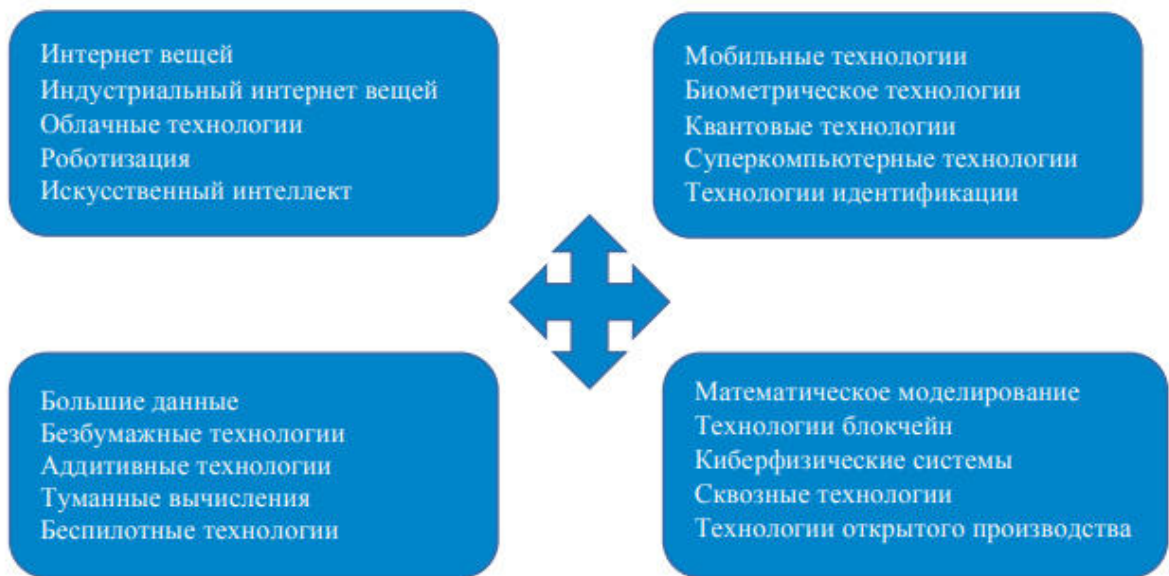 Интернет вещей
Индустриальный интернет вещей
Облачные технологии
Роботизация
Искусственный интеллект
Мобильные технологии
Биометрическое технологии
Квантовые технологии
Суперкомпьютерные технологии
Технологии идентификации
Большие данные
Безбумажные технологии
Аддитивные технологии
Туманные вычисления
Беспилотные технологии
Математическое моделирование
Технологии блокчейн
Киберфизические системы
Сквозные технологии
Технологии открытого производства